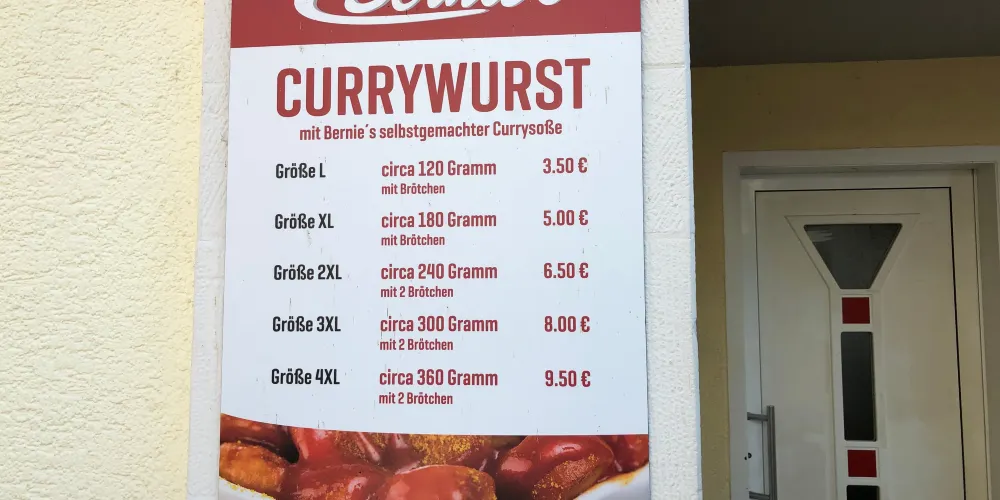 CURRYWURST
mit Bernie´s selbstgemachter Currysoße
Größe L circa 120 Gramm 3.50 €
mit Brötchen
Größe XL circa 180 Gramm 5.00 €
mit Brötchen
Größe 2XL circa 240 Gramm 6.50 €
mit 2 Brötchen
Größe 3XL circa 300 Gramm 8.00 €
mit 2 Brötchen
Größe 4XL circa 360 Gramm 9.50 €
mit 2 Brötchen